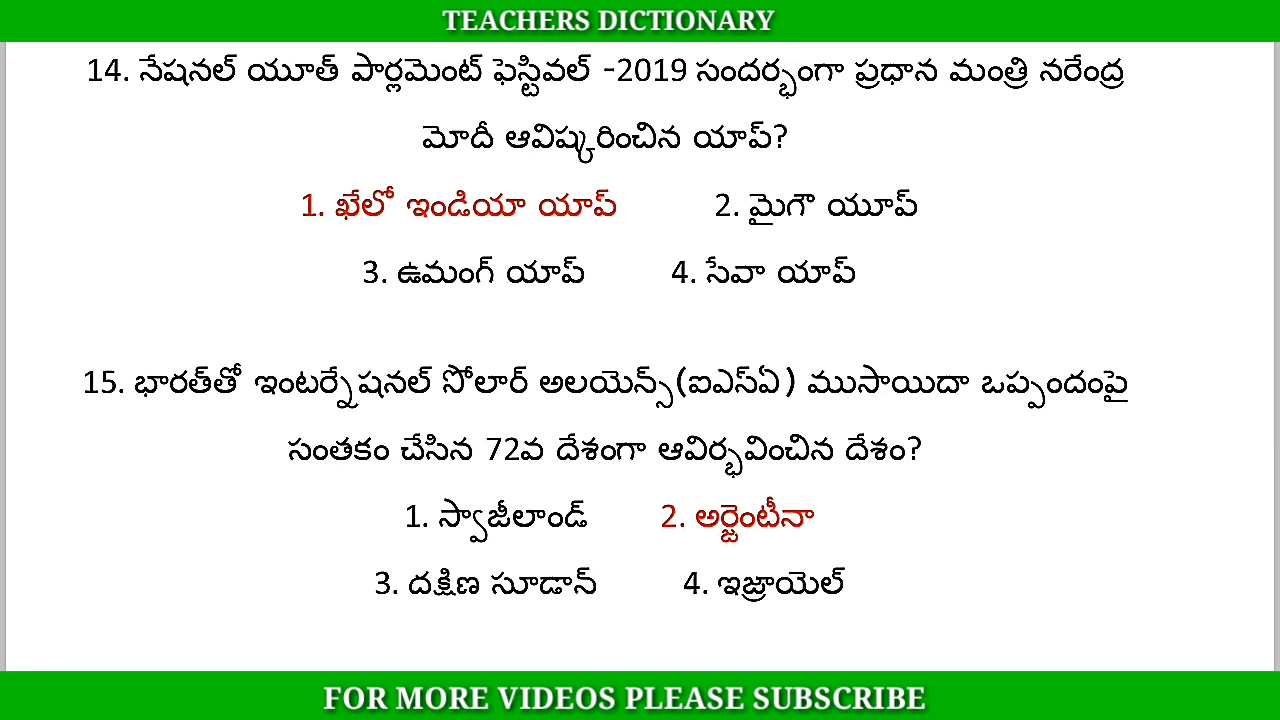 TEACHERS DICTIONARY
14. నేషనల్ యూత్ పార్లమెంట్ ఫెస్టివల్ -2019 సందర్భంగా ప్రధాన మంత్రి నరేంద్ర
మోదీ ఆవిష్కరించిన యాప్?
1. ఖేలో ఇండియా యాప్ 2. మైగౌ యూప్
3. ఉమంగ్ యాప్ 4. సేవా యాప్
15. భారత్‌తో ఇంటర్నేషనల్ సోలార్ అలయెన్స్(ఐఎస్ఏ) ముసాయిదా ఒప్పందంపై
సంతకం చేసిన 72వ దేశంగా ఆవిర్భవించిన దేశం?
1. స్వాజీలాండ్ 2. అర్జెంటీనా
3. దక్షిణ సూడాన్ 4. ఇజ్రాయెల్
FOR MORE VIDEOS PLEASE SUBSCRIBE